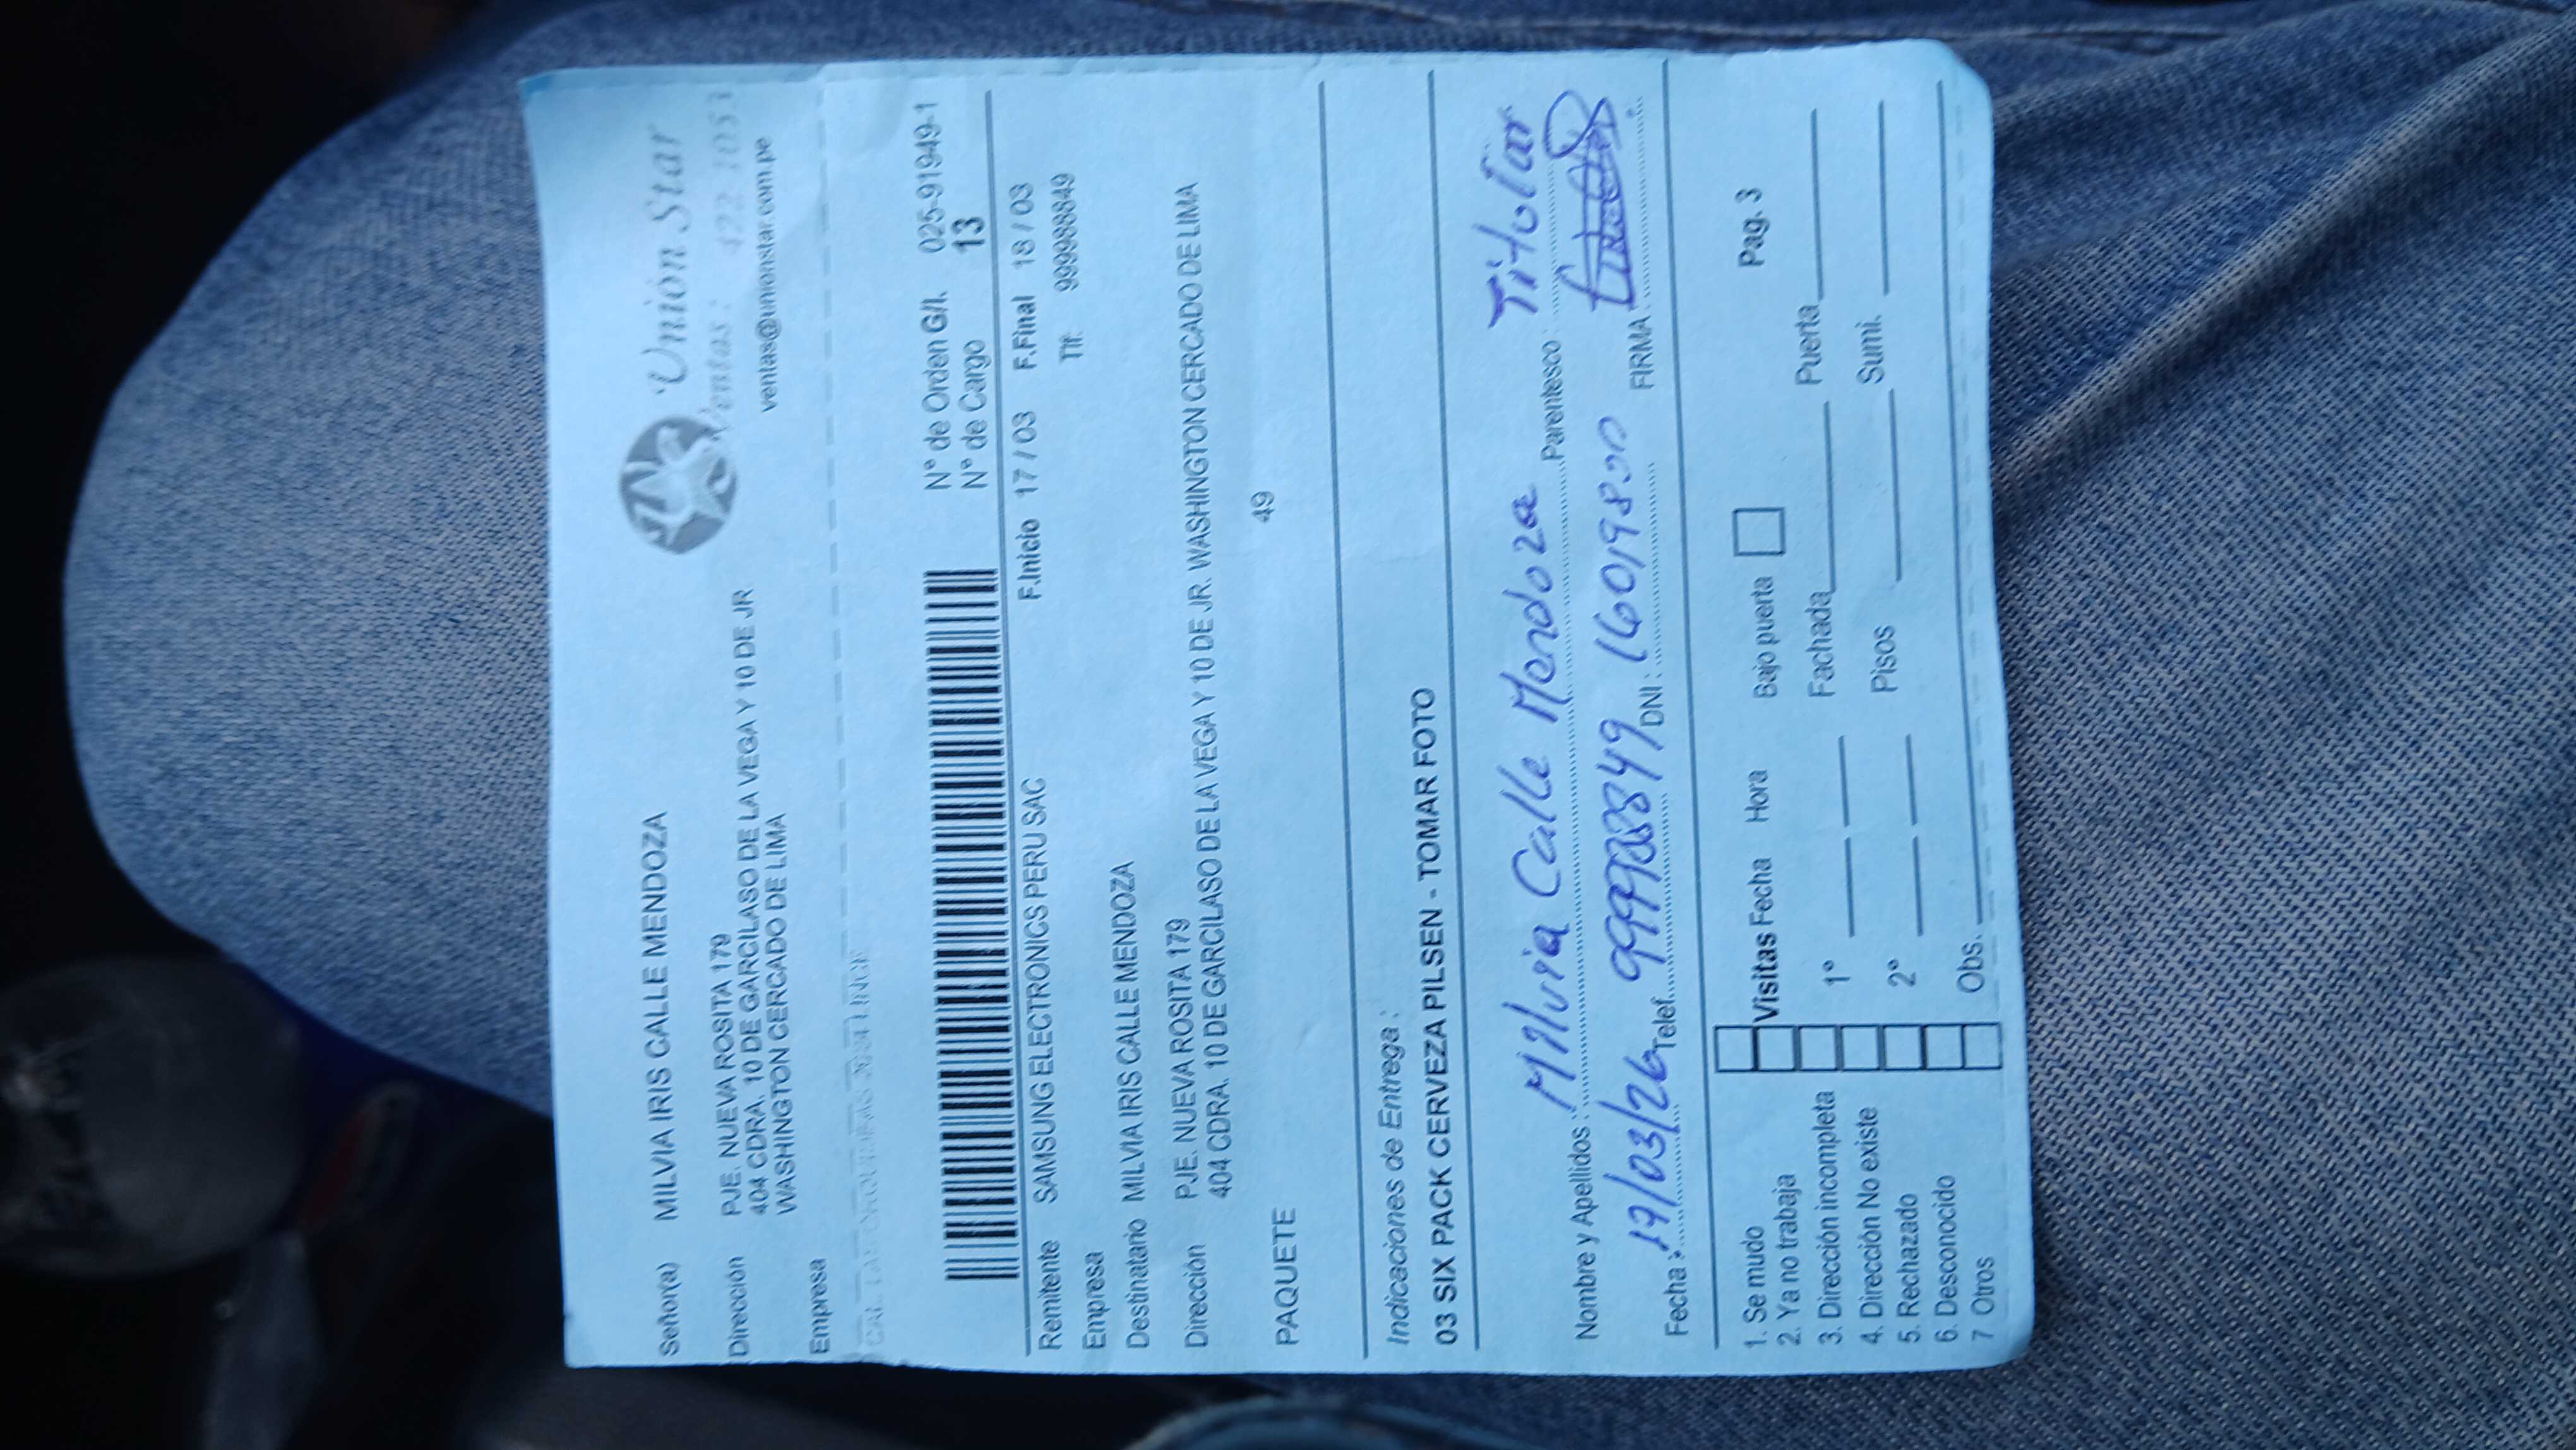 Unión Star
Ventas: 422 1053
ventas@unionstar.com.pe
Señor(a) MILVIA IRIS CALLE MENDOZA
Dirección PJE. NUEVA ROSITA 179
404 CDRA. 10 DE GARCILASO DE LA VEGA Y 10 DE JR
WASHINGTON CERCADO DE LIMA
Empresa
N° de Orden G/I. 025-91949-1
N° de Cargo 13
Remitente SAMSUNG ELECTRONICS PERU SAC F.Inicio 17 / 03 F.Final 18 / 03
Empresa Tlf. 999988849
Destinatario MILVIA IRIS CALLE MENDOZA
Dirección PJE. NUEVA ROSITA 179
404 CDRA. 10 DE GARCILASO DE LA VEGA Y 10 DE JR. WASHINGTON CERCADO DE LIMA
PAQUETE 49
Indicaciones de Entrega :
03 SIX PACK CERVEZA PILSEN - TOMAR FOTO
Nombre y Apellidos : Milvia Calle Mendoza Parentesco : Titular
Fecha : 19/03/26 Telef. 999988849 DNI : FIRMA :
1. Se mudo
2. Ya no trabaja Visitas Fecha Hora Bajo puerta Pag. 3
3. Dirección incompleta 1° Fachada Puerta
4. Dirección No existe
5. Rechazado 2° Pisos Sumi.
6. Desconocido
7 Otros Obs.